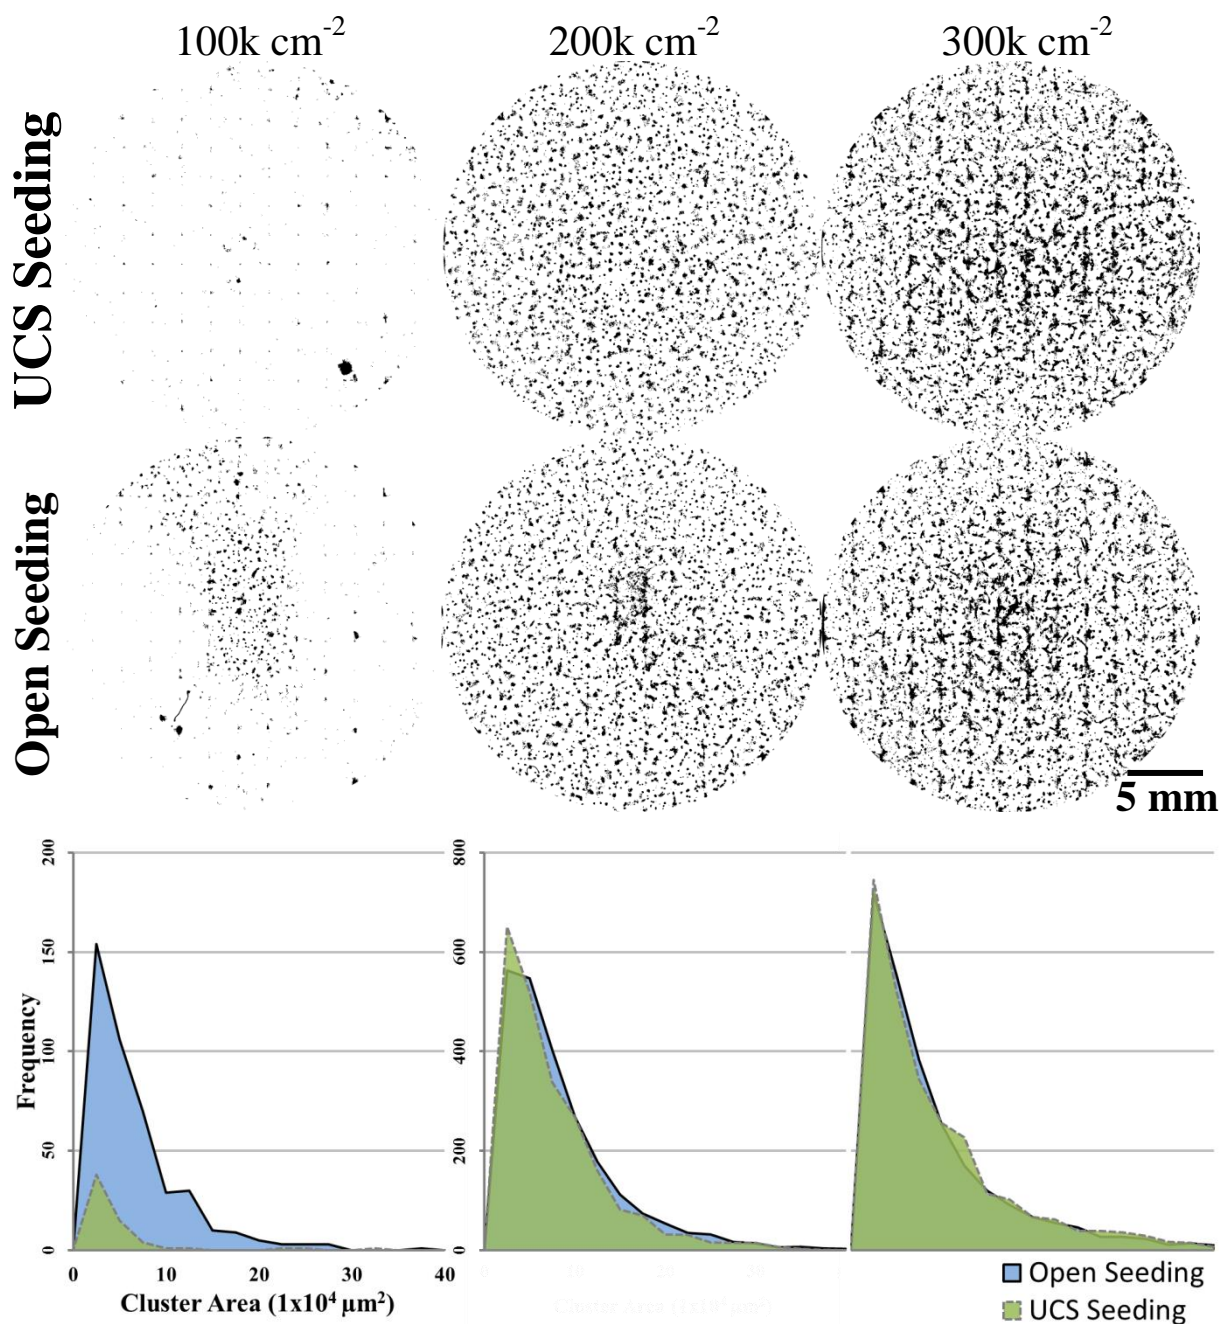 100k cm-2 200k cm-2 300k cm-2
UCS Seeding
Open Seeding
5 mm
200 150 100 50 0
Frequency
0 10 20 30 40
Cluster Area (1x10⁴ µm²)
800 600 400 200 0
Open Seeding
UCS Seeding